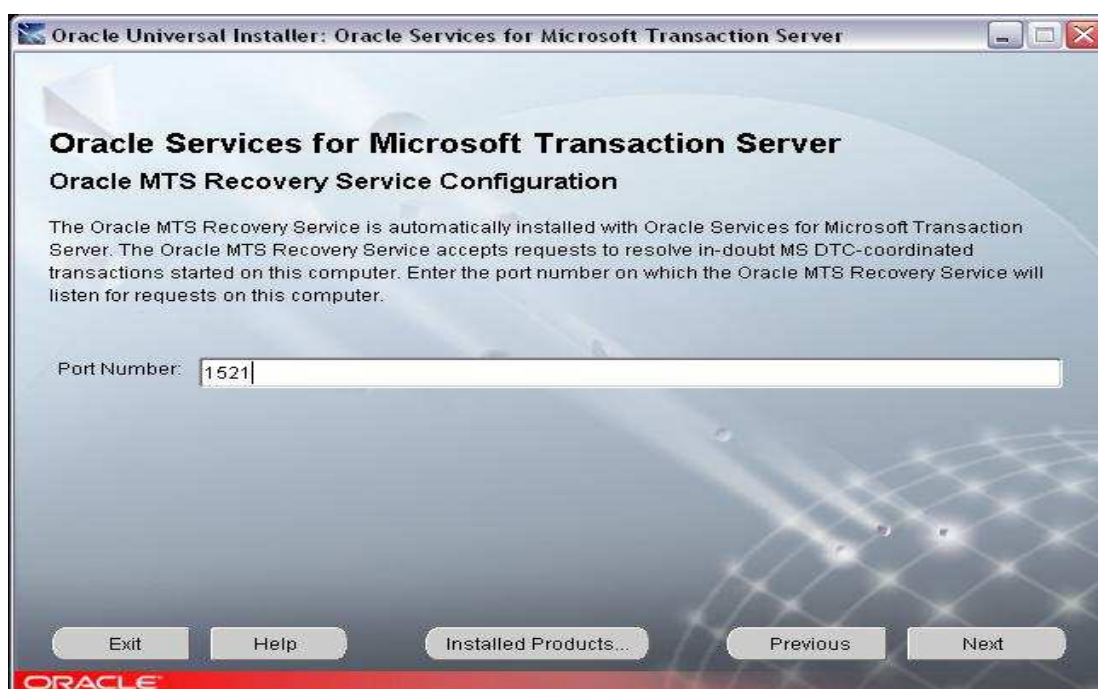 Oracle Universal Installer: Oracle Services for Microsoft Transaction Server
Oracle Services for Microsoft Transaction Server
Oracle MTS Recovery Service Configuration
The Oracle MTS Recovery Service is automatically installed with Oracle Services for Microsoft Transaction
Server. The Oracle MTS Recovery Service accepts requests to resolve in-doubt MS DTC-coordinated
transactions started on this computer. Enter the port number on which the Oracle MTS Recovery Service will
listen for requests on this computer.
Port Number: 1521
Exit Help Installed Products... Previous Next
ORACLE